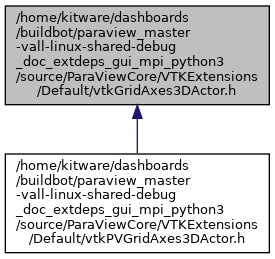 /home/kitware/dashboards
/buildbot/paraview_master
-vall-linux-shared-debug
_doc_extdeps_gui_mpi_python3
/source/ParaViewCore/VTKExtensions
/Default/vtkGridAxes3DActor.h
/home/kitware/dashboards
/buildbot/paraview_master
-vall-linux-shared-debug
_doc_extdeps_gui_mpi_python3
/source/ParaViewCore/VTKExtensions
/Default/vtkPVGridAxes3DActor.h